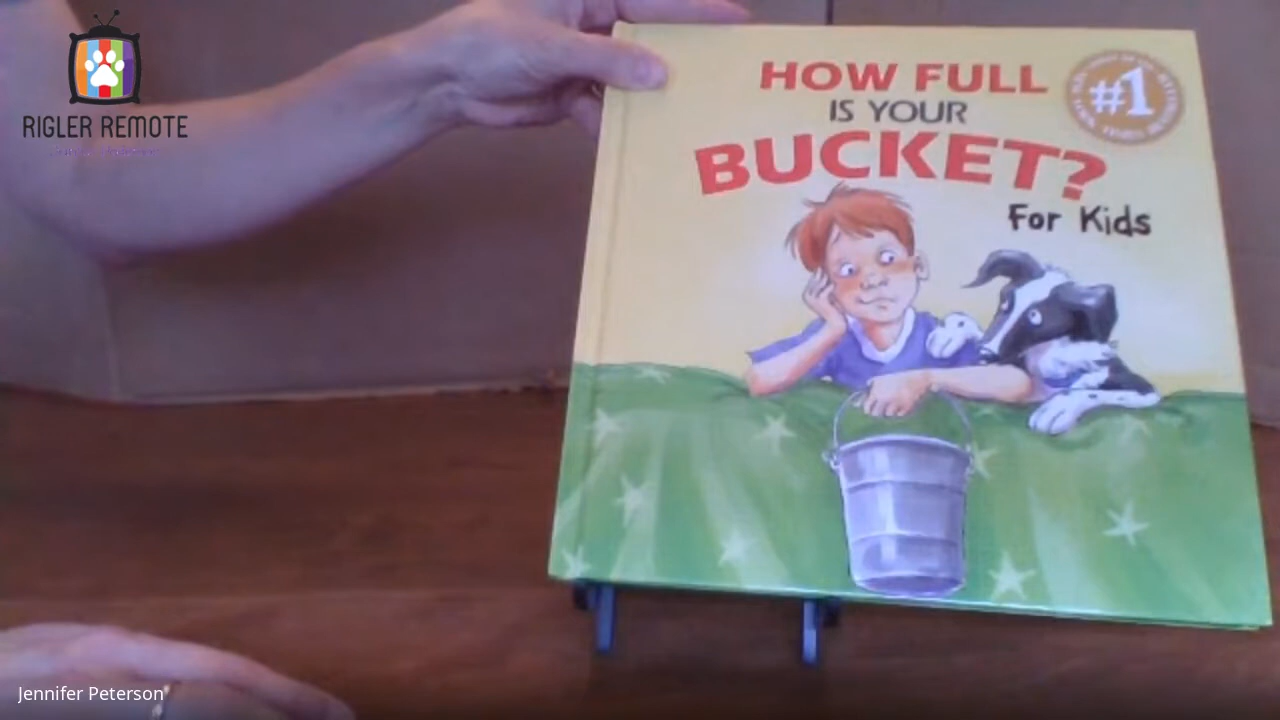 RIGLER REMOTE
HOW FULL
IS YOUR
BUCKET?
For Kids
#1
Jennifer Peterson